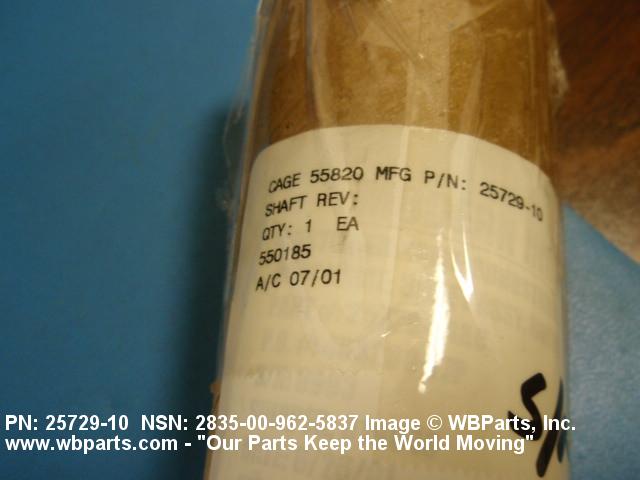 CAGE 55820 MFG P/N: 25729-10
SHAFT REV:
QTY: 1 EA
550185
A/C 07/01
PN: 25729-10 NSN: 2835-00-962-5837 Image © WBParts, Inc.
www.wbparts.com - "Our Parts Keep the World Moving"